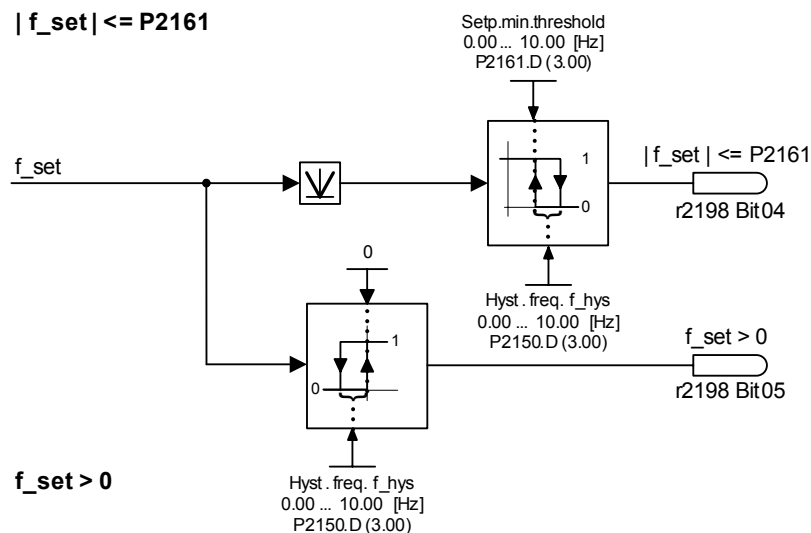 | f_set | <= P2161
Setp.min.threshold
0.00 ... 10.00 [Hz]
P2161.D (3.00)
f_set
1
0
| f_set | <= P2161
r2198 Bit04
0
Hyst. freq. f_hys
0.00 ... 10.00 [Hz]
P2150.D (3.00)
1
0
f_set > 0
r2198 Bit05
f_set > 0
Hyst. freq. f_hys
0.00 ... 10.00 [Hz]
P2150.D (3.00)